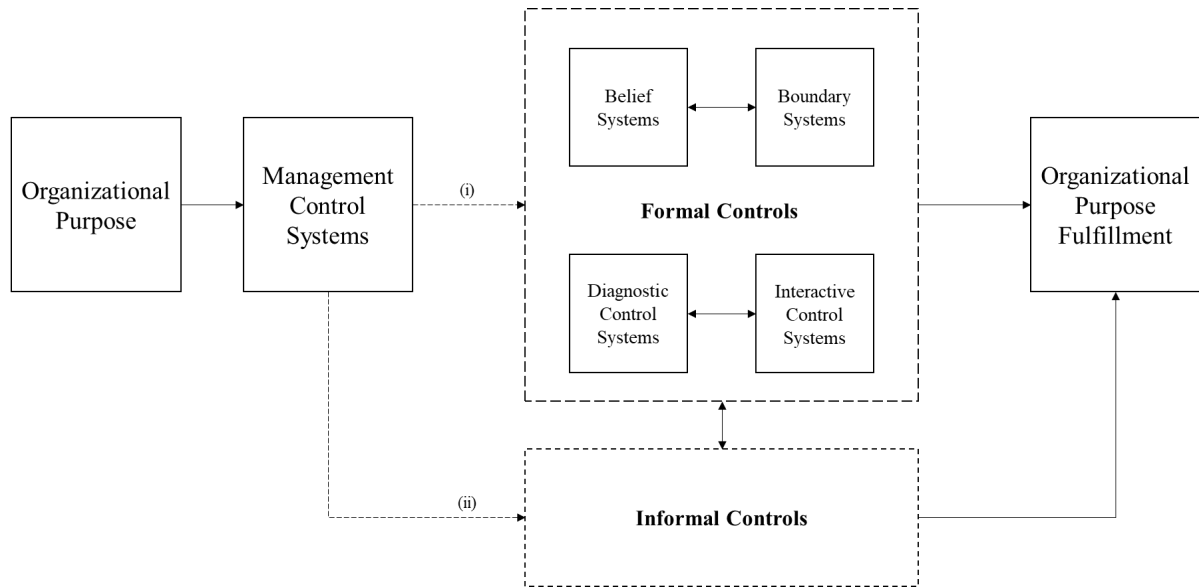 Organizational
Purpose
Management
Control
Systems
(i)
(ii)
Belief
Systems
Boundary
Systems
Formal Controls
Diagnostic
Control
Systems
Interactive
Control
Systems
Informal Controls
Organizational
Purpose
Fulfillment